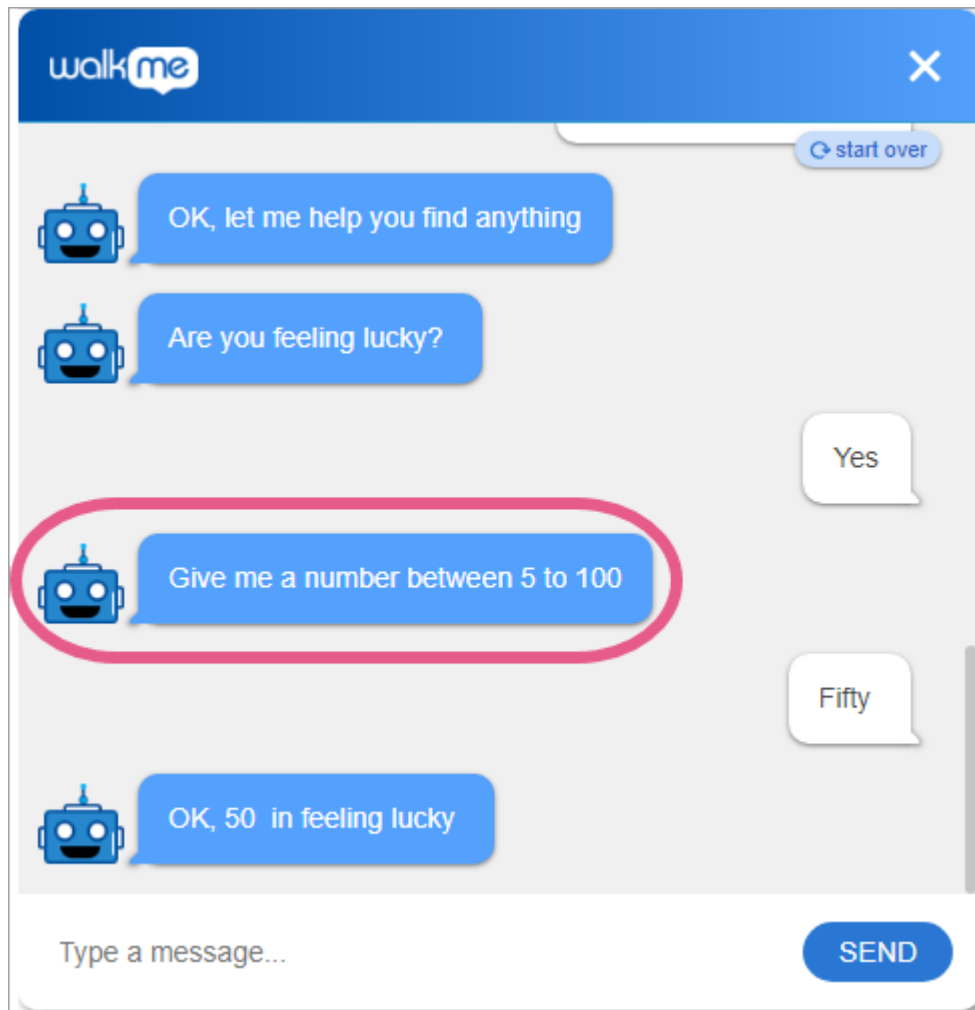 walkme
start over
OK, let me help you find anything
Are you feeling lucky?
Yes
Give me a number between 5 to 100
Fifty
OK, 50  in feeling lucky
Type a message...
SEND